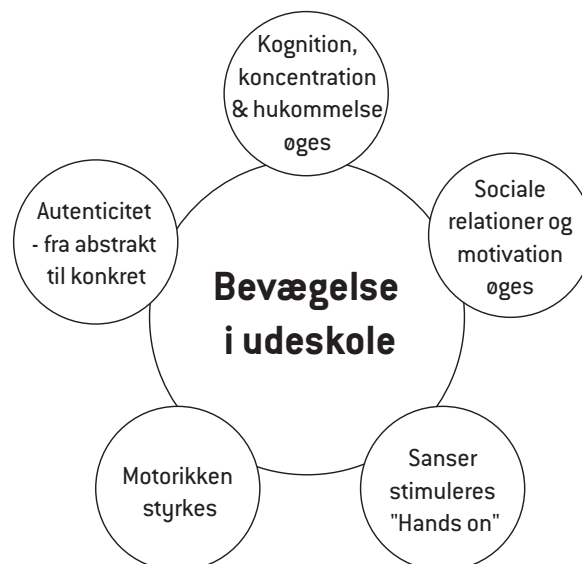 Kognition,
koncentration
& hukommelse
øges
Sociale
relationer og
motivation
øges
Autenticitet
- fra abstrakt
til konkret
Bevægelse
i udeskole
Motorikken
styrkes
Sanser
stimuleres
"Hands on"